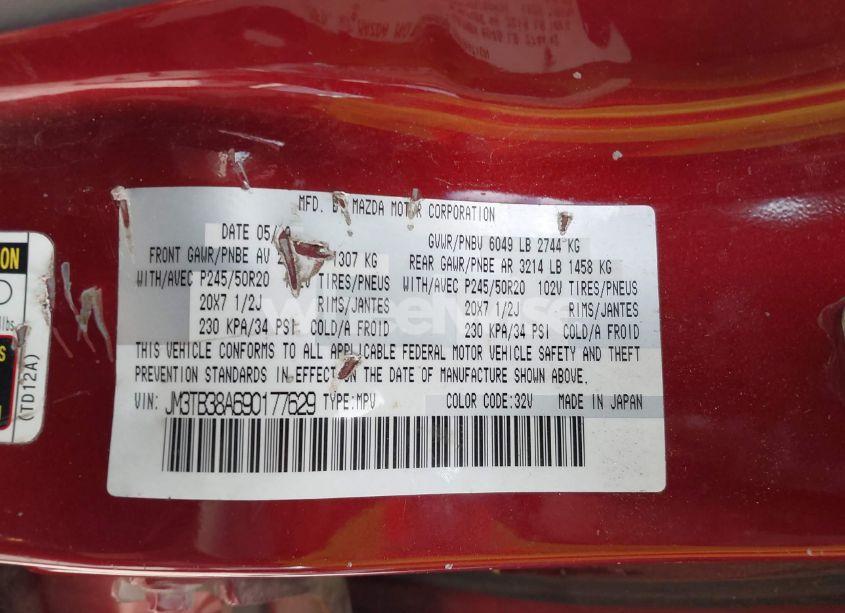 MFD. BY MAZDA MOTOR CORPORATION
DATE 05/ GVWR/PNBV 6049 LB 2744 KG
FRONT GAWR/PNBE AV 1307 KG REAR GAWR/PNBE AR 3214 LB 1458 KG
WITH/AVEC P245/50R20 TIRES/PNEUS WITH/AVEC P245/50R20 102V TIRES/PNEUS
20X7 1/2J RIMS/JANTES 20X7 1/2J RIMS/JANTES
230 KPA/34 PSI COLD/A FROID 230 KPA/34 PSI COLD/A FROID
THIS VEHICLE CONFORMS TO ALL APPLICABLE FEDERAL MOTOR VEHICLE SAFETY AND THEFT
PREVENTION STANDARDS IN EFFECT ON THE DATE OF MANUFACTURE SHOWN ABOVE.
VIN: JM3TB38A690177629 TYPE:MPV COLOR CODE:32V MADE IN JAPAN
(TD12A)